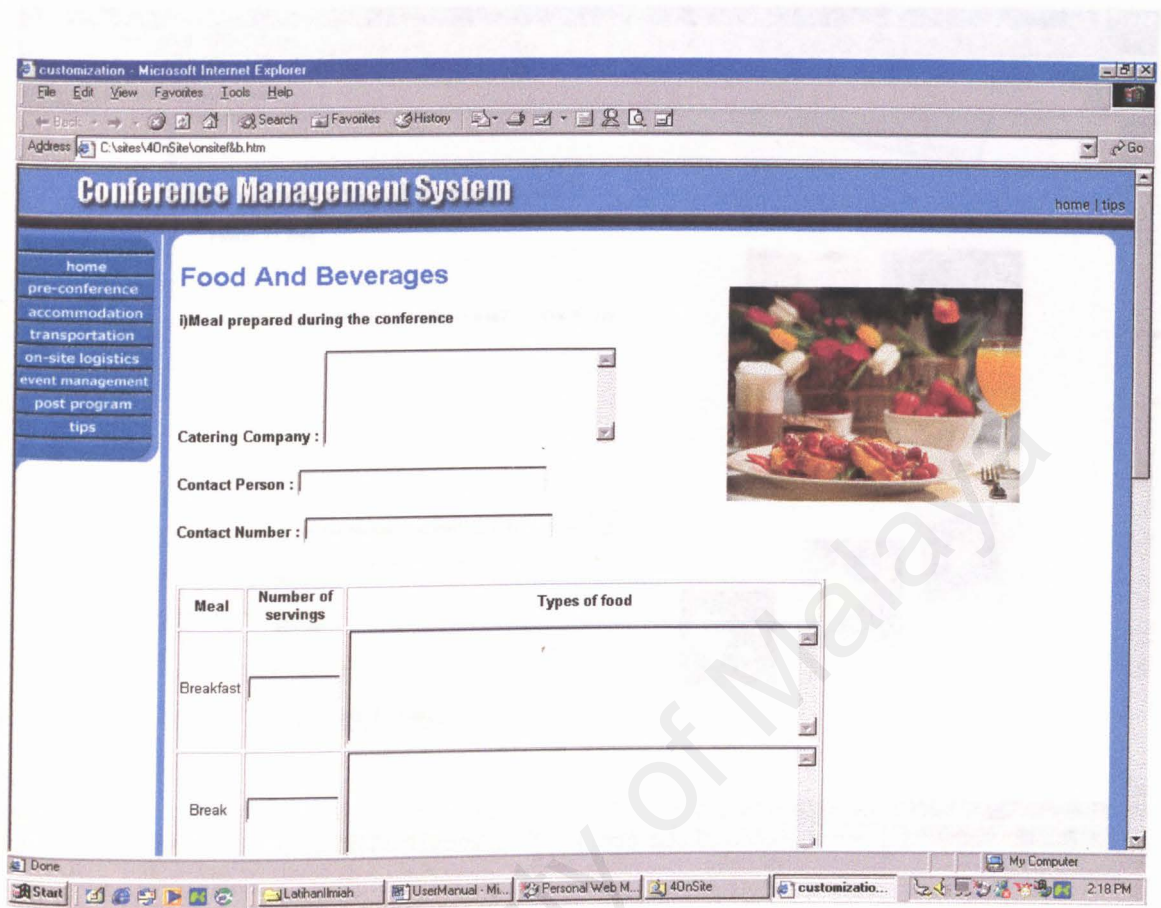 customization - Microsoft Internet Explorer
File Edit View Favorites Tools Help
Back Search Favorites History
Address C:\sites\4OnSite\onsitef&b.htm Go
Conference Management System
home | tips
home
pre-conference
accommodation
transportation
on-site logistics
event management
post program
tips
Food And Beverages
i)Meal prepared during the conference
Catering Company :
Contact Person :
Contact Number :
Meal Number of servings Types of food
Breakfast
Break
Done My Computer
Start LatihanIlmiah UserManual - Mi... Personal Web M... 4OnSite customizatio... 2:18 PM
ty of Malaya